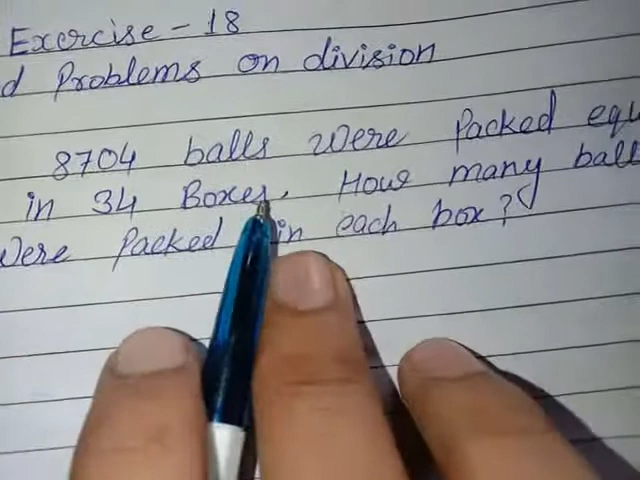 Exercise - 18
d Problems on division
8704 balls were Packed equ
in 34 Boxes. How many ball
were Packed in each box?